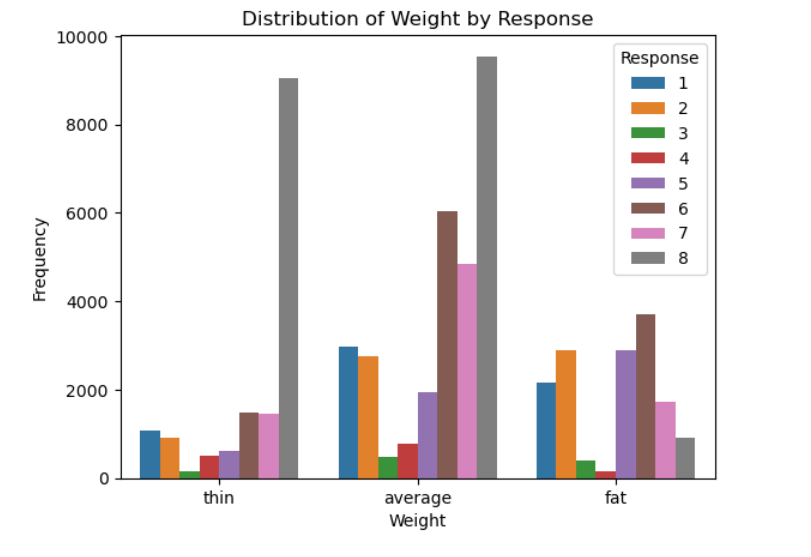 Distribution of Weight by Response
Frequency
10000
8000
6000
4000
2000
0
Response
1
2
3
4
5
6
7
8
thin average fat
Weight